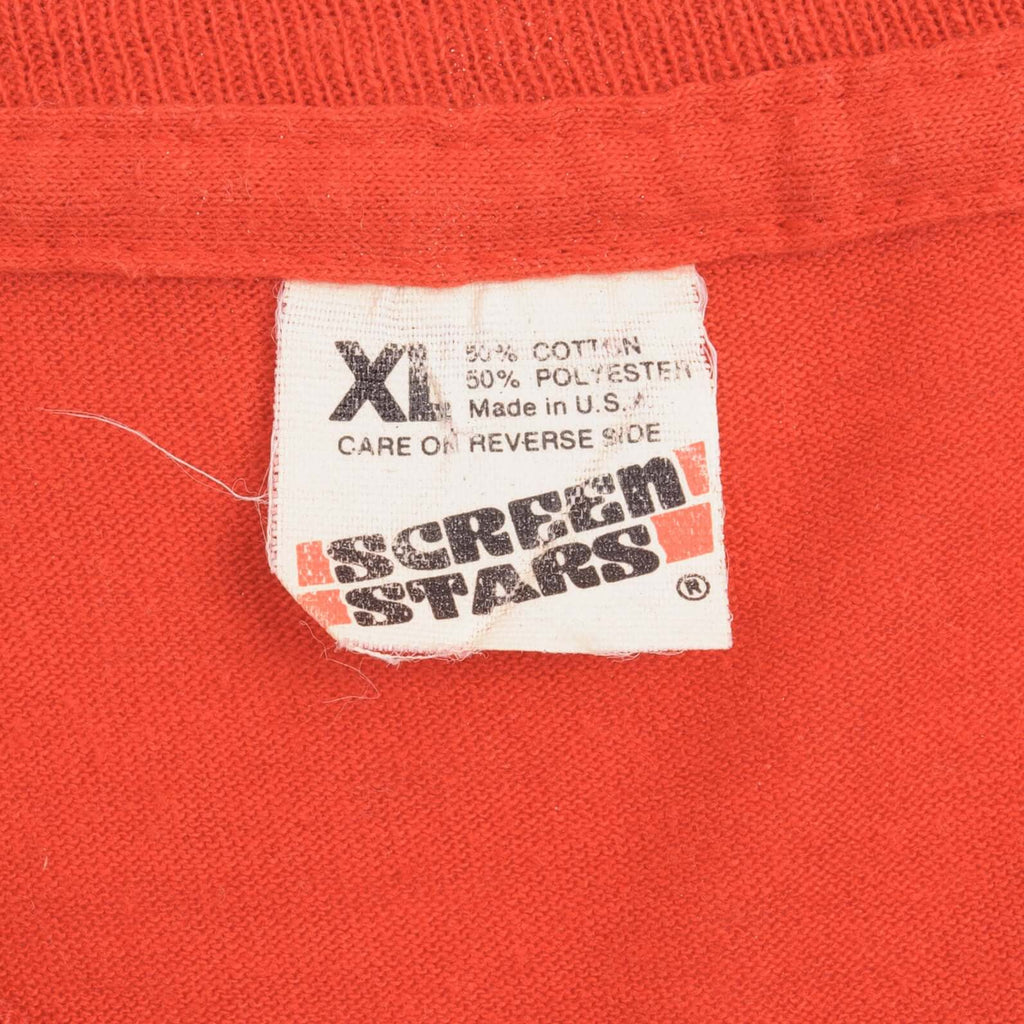 XL
50% COTTON
50% POLYESTER
Made in U.S.A
CARE ON REVERSE SIDE
SCREEN
STARS
®